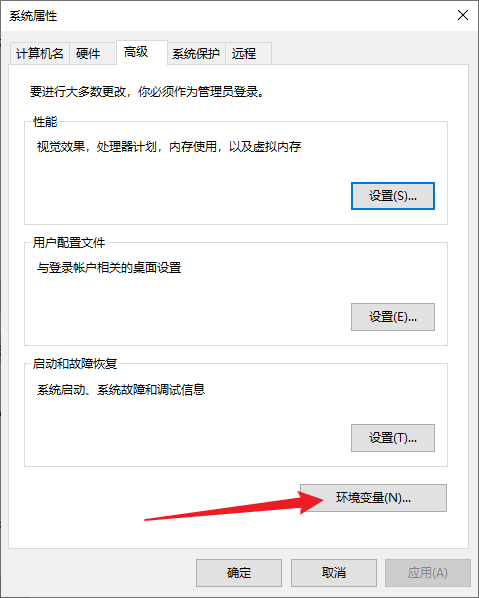 系统属性
计算机名 硬件 高级 系统保护 远程
要进行大多数更改，你必须作为管理员登录。
性能
视觉效果，处理器计划，内存使用，以及虚拟内存
设置(S)...
用户配置文件
与登录帐户相关的桌面设置
设置(E)...
启动和故障恢复
系统启动、系统故障和调试信息
设置(T)...
环境变量(N)...
确定 取消 应用(A)